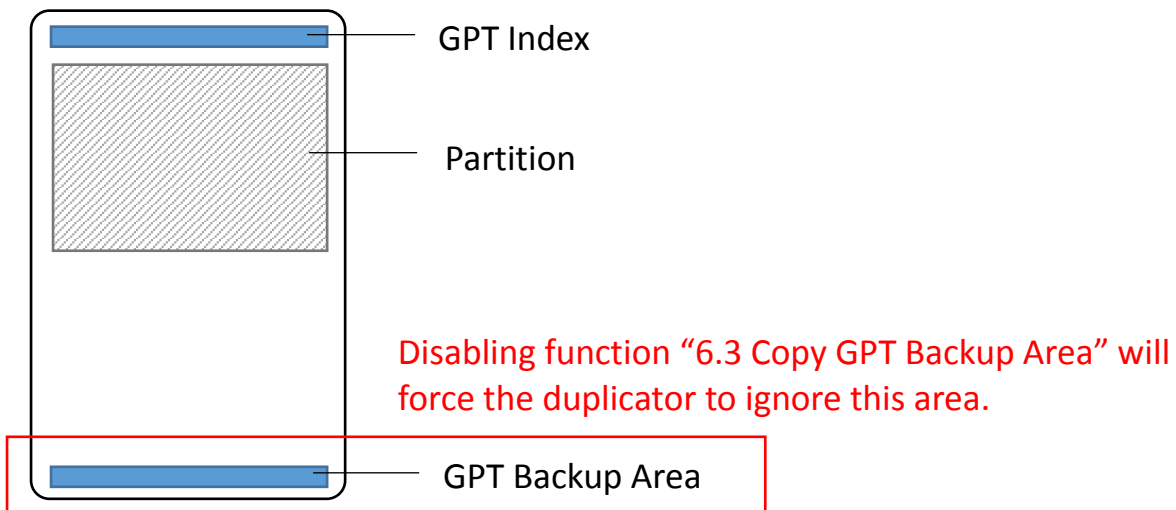 GPT Index
Partition
Disabling function “6.3 Copy GPT Backup Area” will
force the duplicator to ignore this area.
GPT Backup Area